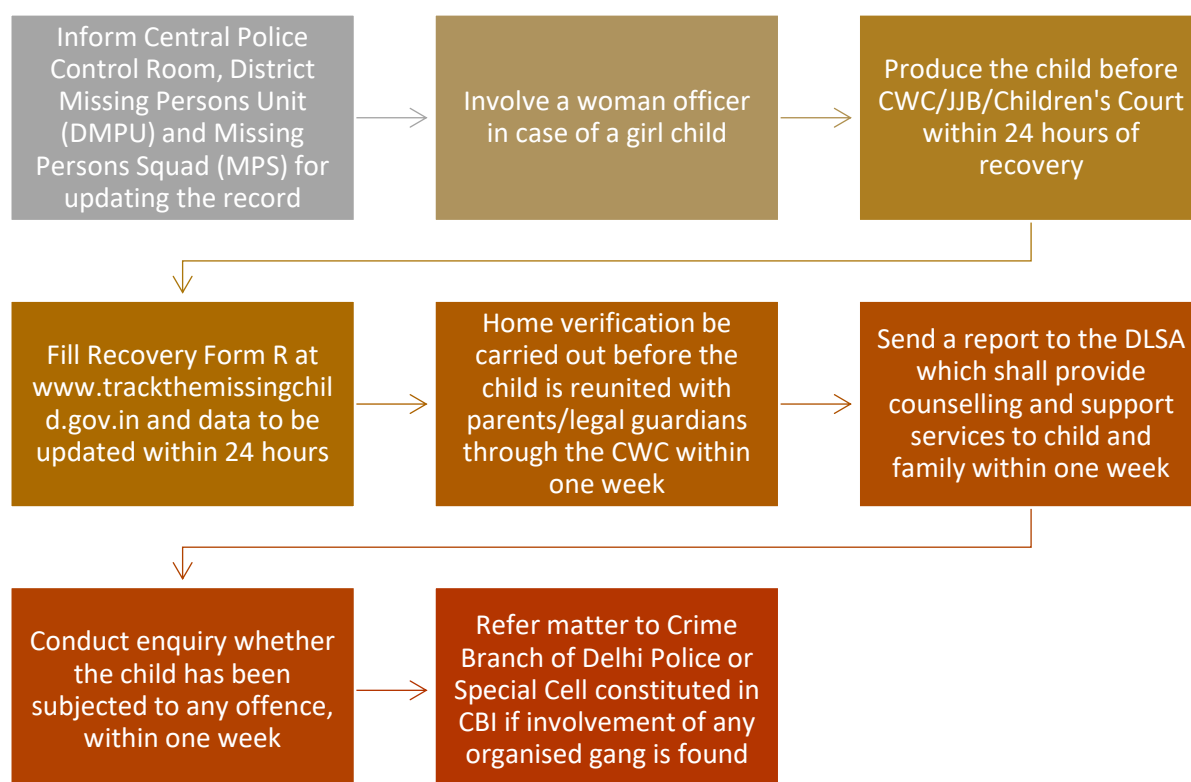 Inform Central Police
Control Room, District
Missing Persons Unit
(DMPU) and Missing
Persons Squad (MPS) for
updating the record
Involve a woman officer
in case of a girl child
Produce the child before
CWC/JJB/Children's Court
within 24 hours of
recovery
Fill Recovery Form R at
www.trackthemissingchil
d.gov.in and data to be
updated within 24 hours
Home verification be
carried out before the
child is reunited with
parents/legal guardians
through the CWC within
one week
Send a report to the DLSA
which shall provide
counselling and support
services to child and
family within one week
Conduct enquiry whether
the child has been
subjected to any offence,
within one week
Refer matter to Crime
Branch of Delhi Police or
Special Cell constituted in
CBI if involvement of any
organised gang is found